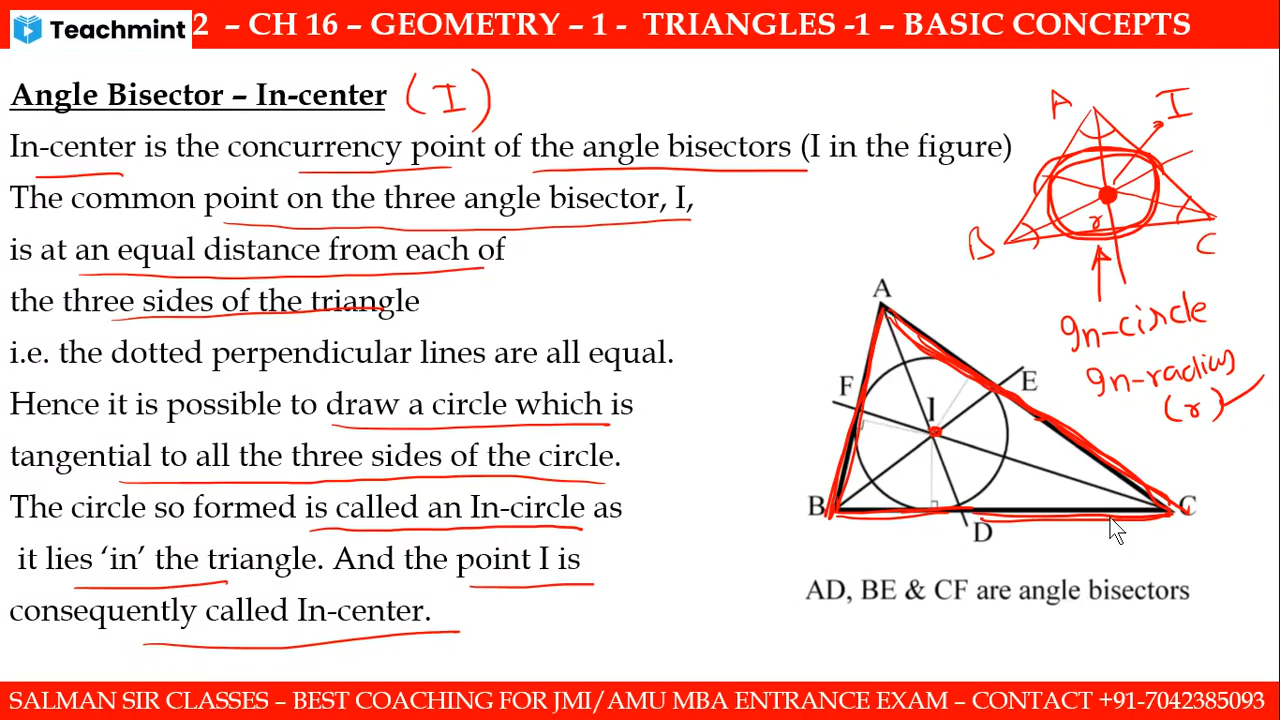 Teachmint
2 – CH 16 – GEOMETRY – 1 - TRIANGLES -1 – BASIC CONCEPTS
Angle Bisector – In-center (I)
In-center is the concurrency point of the angle bisectors (I in the figure)
The common point on the three angle bisector, I,
is at an equal distance from each of
the three sides of the triangle
i.e. the dotted perpendicular lines are all equal.
Hence it is possible to draw a circle which is
tangential to all the three sides of the circle.
The circle so formed is called an In-circle as
it lies ‘in’ the triangle. And the point I is
consequently called In-center.
A
I
B
r
C
In-circle
In-radius
(r)
A
F
E
I
B
C
D
AD, BE & CF are angle bisectors
SALMAN SIR CLASSES – BEST COACHING FOR JMI/AMU MBA ENTRANCE EXAM – CONTACT +91-7042385093